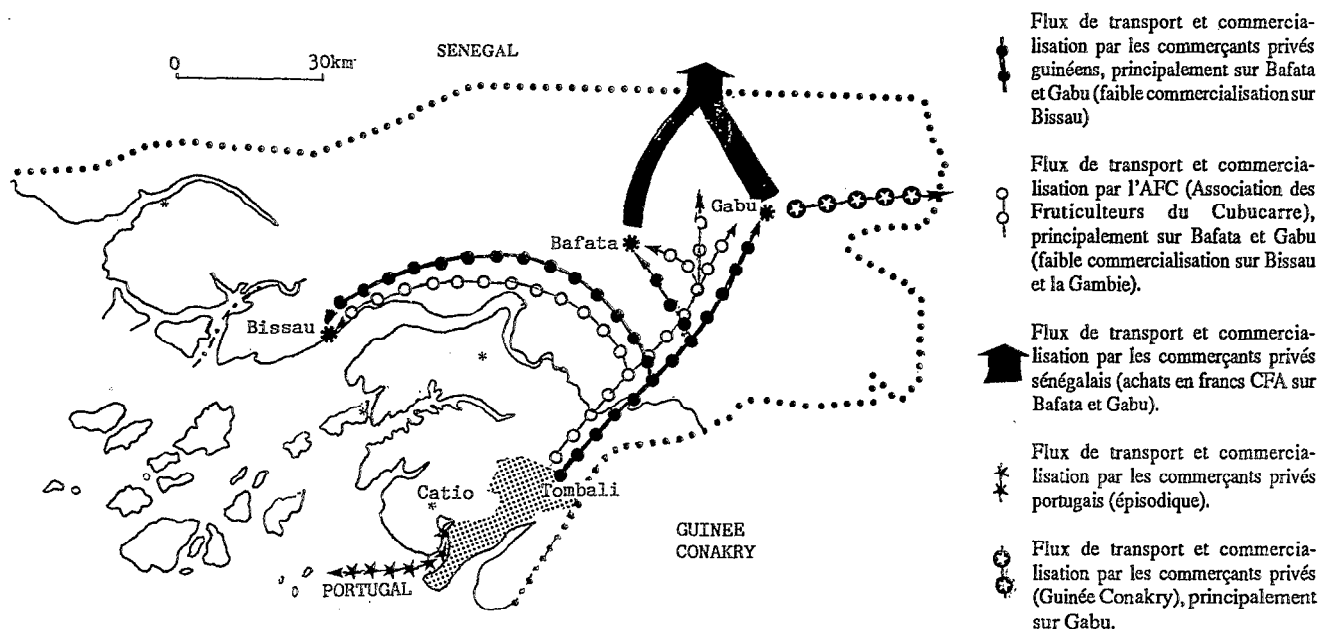 SENEGAL
0 30km
Gabu
Bafata
Bissau
Catio
Tombali
GUINEE
CONAKRY
PORTUGAL
Flux de transport et commercia-
lisation par les commerçants privés
guinéens, principalement sur Bafata
et Gabu (faible commercialisation sur
Bissau)
Flux de transport et commercia-
lisation par l'AFC (Association des
Fruticulteurs du Cubucarre),
principalement sur Bafata et Gabu
(faible commercialisation sur Bissau
et la Gambie).
Flux de transport et commercia-
lisation par les commerçants privés
sénégalais (achats en francs CFA sur
Bafata et Gabu).
Flux de transport et commercia-
lisation par les commerçants privés
portugais (épisodique).
Flux de transport et commercia-
lisation par les commerçants privés
(Guinée Conakry), principalement
sur Gabu.